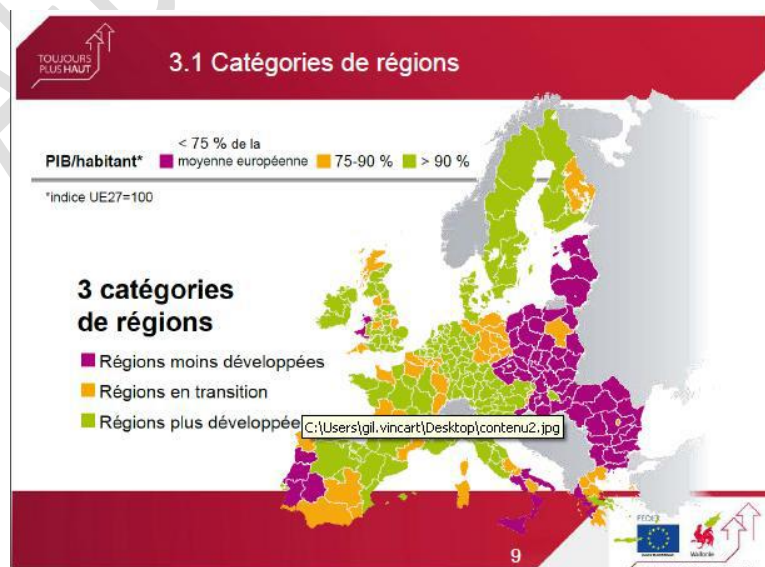 TOUJOURS
PLUS HAUT
3.1 Catégories de régions
PIB/habitant*
< 75 % de la
moyenne européenne
75-90 %
> 90 %
*indice UE27=100
3 catégories
de régions
Régions moins développées
Régions en transition
Régions plus développée
C:\Users\gil.vincart\Desktop\contenu2.jpg
9
FEDER
Wallonie